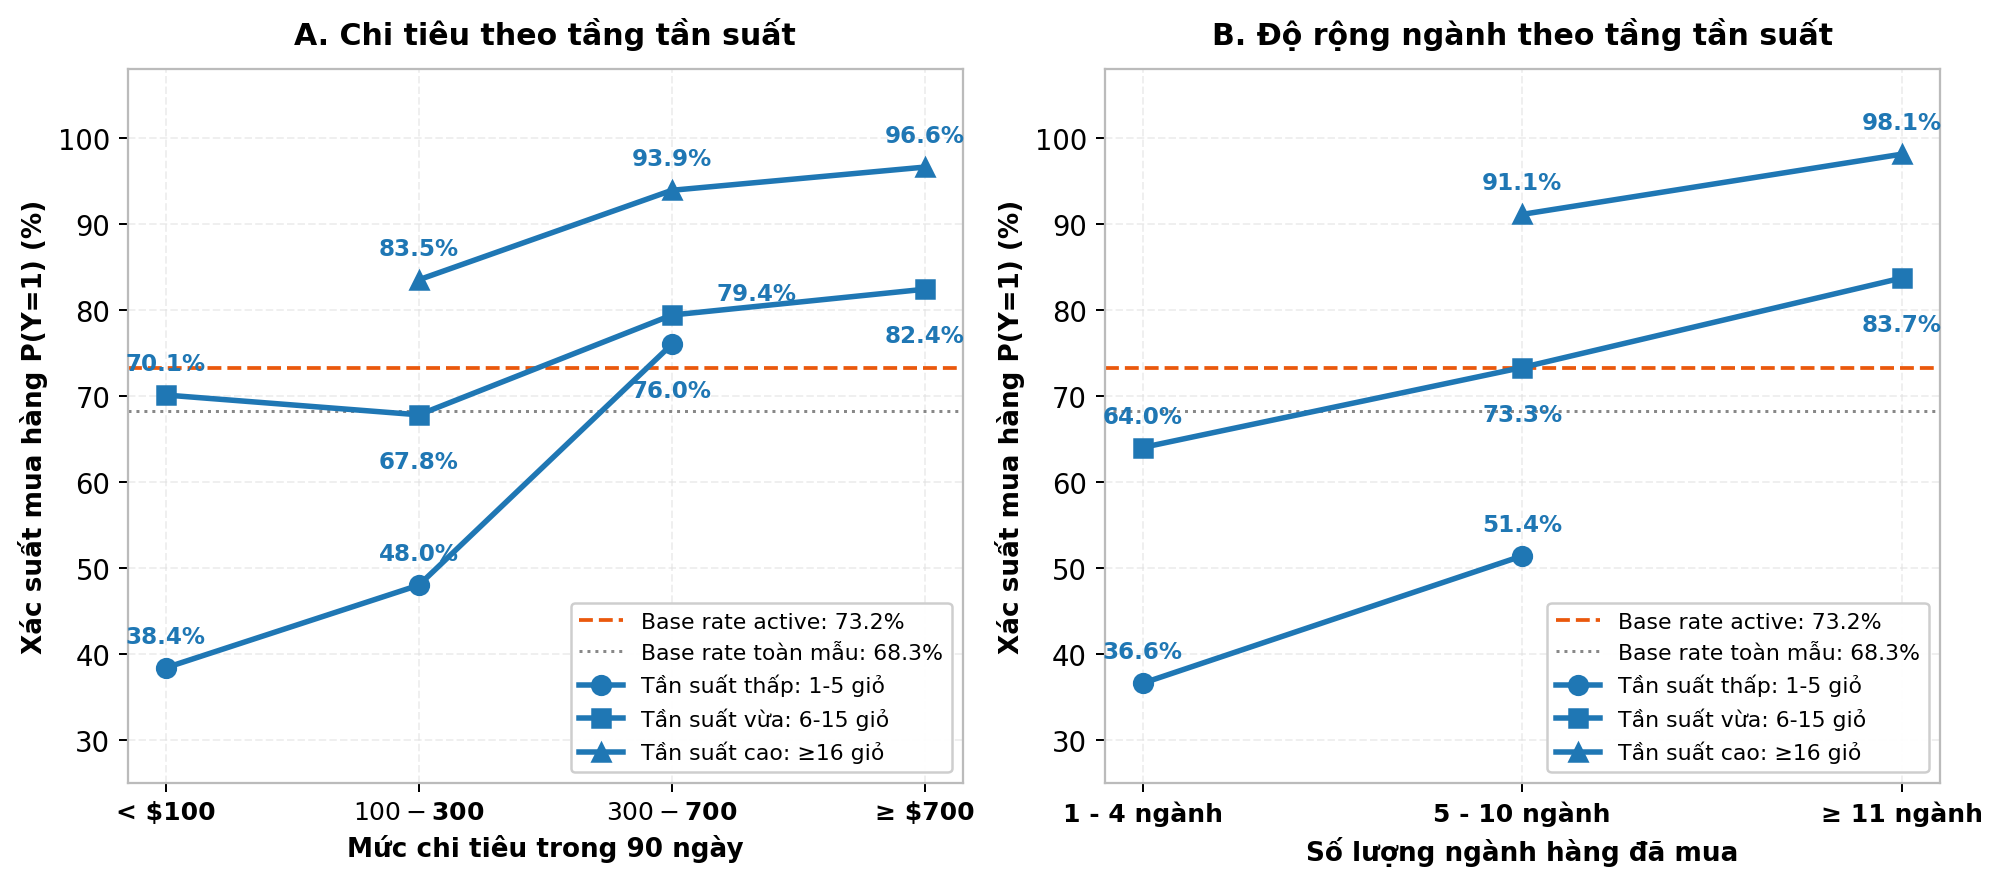 A. Chi tiêu theo tầng tần suất
Xác suất mua hàng P(Y=1) (%)
100
90
80
70
60
50
40
30
96.6%
93.9%
83.5%
79.4%
82.4%
70.1%
76.0%
67.8%
48.0%
38.4%
Base rate active: 73.2%
Base rate toàn mẫu: 68.3%
Tần suất thấp: 1-5 giỏ
Tần suất vừa: 6-15 giỏ
Tần suất cao: ≥16 giỏ
< $100
100 − 300
300 − 700
≥ $700
Mức chi tiêu trong 90 ngày
B. Độ rộng ngành theo tầng tần suất
Xác suất mua hàng P(Y=1) (%)
100
90
80
70
60
50
40
30
98.1%
91.1%
83.7%
64.0%
73.3%
51.4%
36.6%
Base rate active: 73.2%
Base rate toàn mẫu: 68.3%
Tần suất thấp: 1-5 giỏ
Tần suất vừa: 6-15 giỏ
Tần suất cao: ≥16 giỏ
1 - 4 ngành
5 - 10 ngành
≥ 11 ngành
Số lượng ngành hàng đã mua